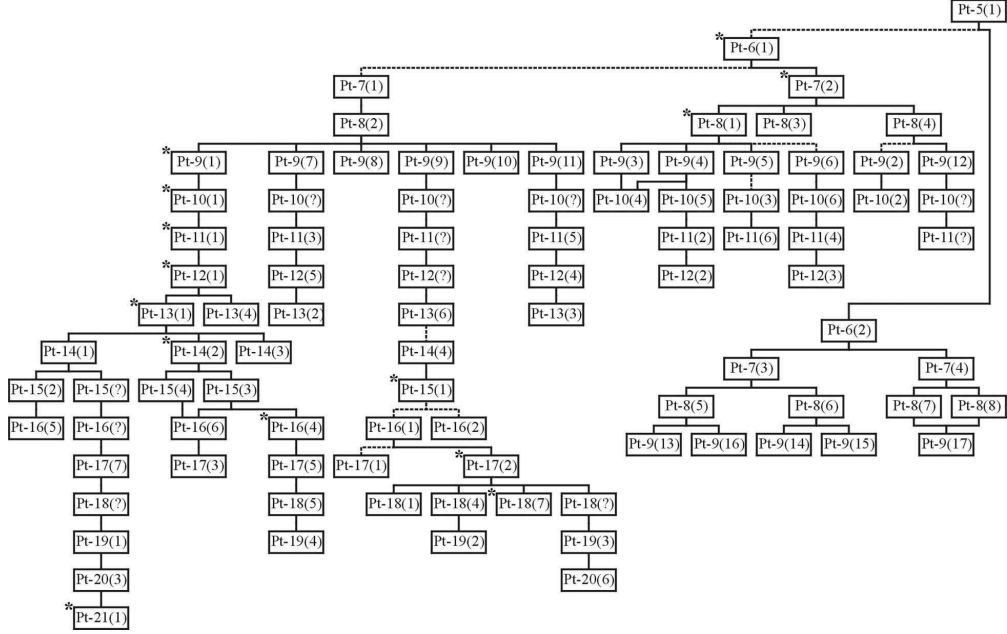 Pt-5(1)
* Pt-6(1)
Pt-7(1) * Pt-7(2)
Pt-8(2) * Pt-8(1) Pt-8(3) Pt-8(4)
* Pt-9(1) Pt-9(7) Pt-9(8) Pt-9(9) Pt-9(10) Pt-9(11) Pt-9(3) Pt-9(4) Pt-9(5) Pt-9(6) Pt-9(2) Pt-9(12)
* Pt-10(1) Pt-10(?) Pt-10(?) Pt-10(?) Pt-10(4) Pt-10(5) Pt-10(3) Pt-10(6) Pt-10(2) Pt-10(?)
* Pt-11(1) Pt-11(3) Pt-11(?) Pt-11(5) Pt-11(2) Pt-11(6) Pt-11(4) Pt-11(?)
* Pt-12(1) Pt-12(5) Pt-12(?) Pt-12(4) Pt-12(2) Pt-12(3)
* Pt-13(1) Pt-13(4) Pt-13(2) Pt-13(6) Pt-13(3)
Pt-6(2)
Pt-14(1) * Pt-14(2) Pt-14(3) Pt-14(4)
Pt-7(3) Pt-7(4)
Pt-15(2) Pt-15(?) Pt-15(4) Pt-15(3) * Pt-15(1)
Pt-8(5) Pt-8(6) Pt-8(7) Pt-8(8)
Pt-16(5) Pt-16(?) Pt-16(6) * Pt-16(4) Pt-16(1) Pt-16(2)
Pt-9(13) Pt-9(16) Pt-9(14) Pt-9(15) Pt-9(17)
Pt-17(7) Pt-17(3) Pt-17(5) Pt-17(1) * Pt-17(2)
Pt-18(?) Pt-18(5) Pt-18(1) Pt-18(4) * Pt-18(7) Pt-18(?)
Pt-19(1) Pt-19(4) Pt-19(2) Pt-19(3)
Pt-20(3) Pt-20(6)
* Pt-21(1)